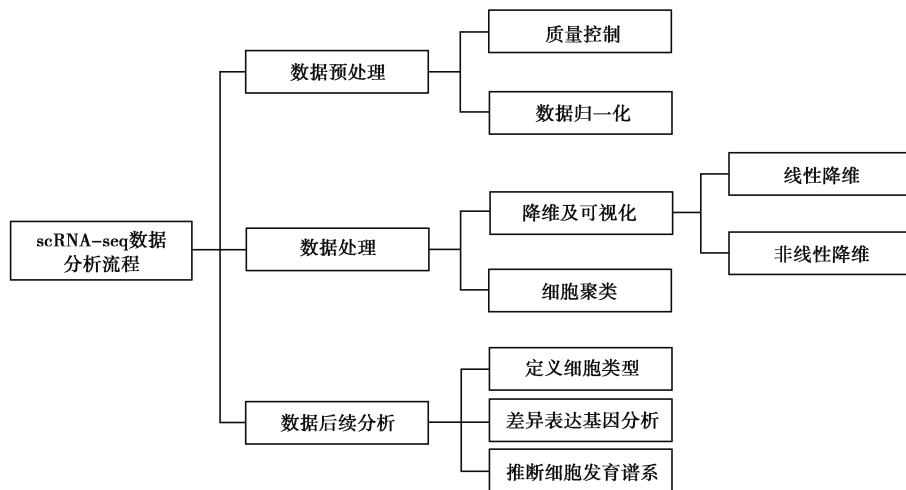 scRNA-seq数据
分析流程
数据预处理
质量控制
数据归一化
数据处理
降维及可视化
线性降维
非线性降维
细胞聚类
数据后续分析
定义细胞类型
差异表达基因分析
推断细胞发育谱系